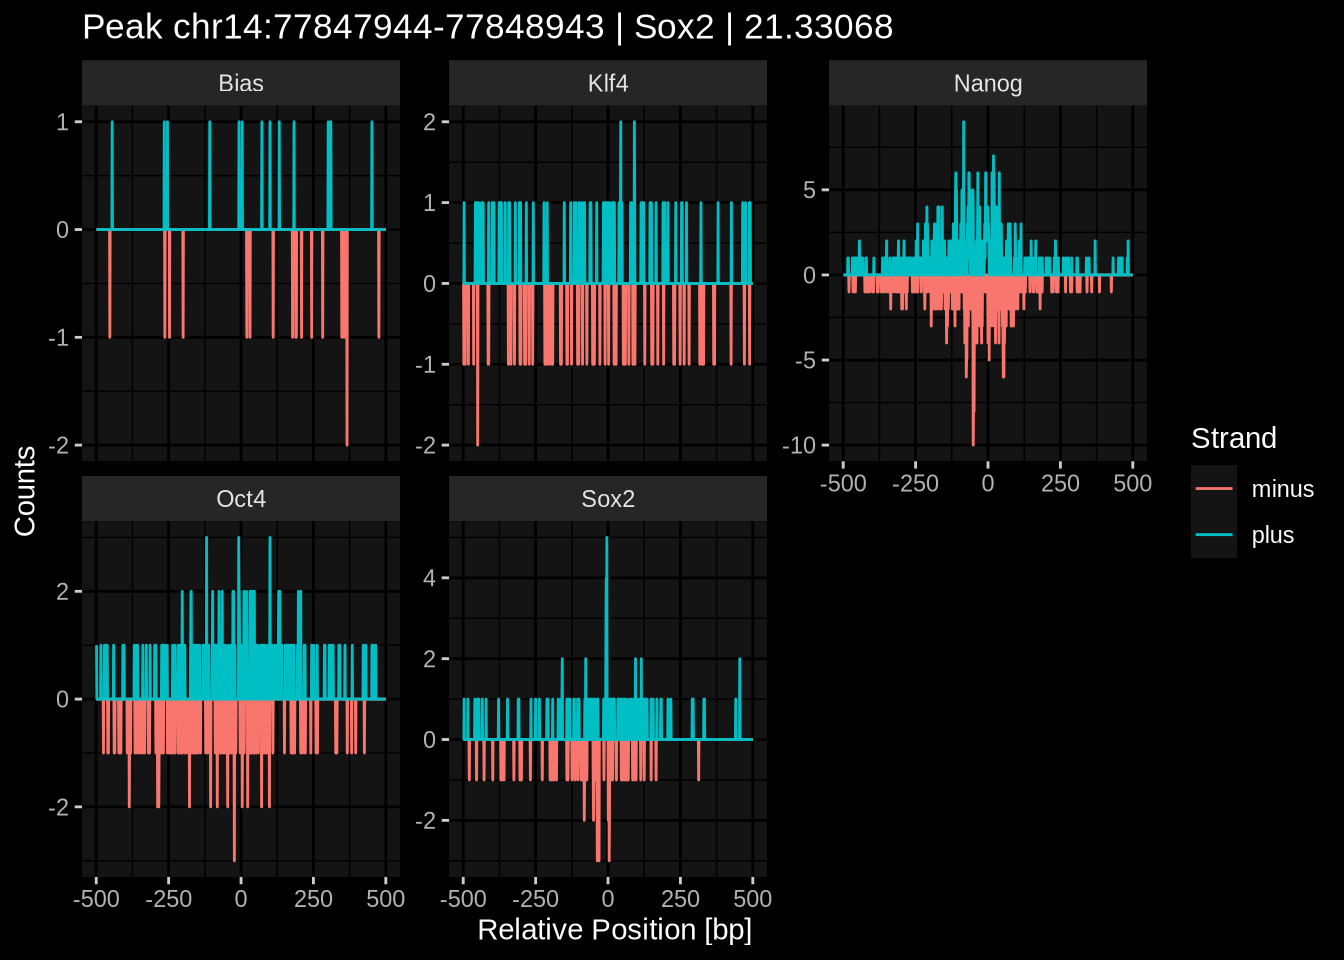 Peak chr14:77847944-77848943 | Sox2 | 21.33068
Bias
Klf4
Nanog
1
0
-1
-2
2
1
0
-1
-2
5
0
-5
-10
-500 -250 0 250 500
Counts
Strand
minus
plus
Oct4
Sox2
2
0
-2
4
2
0
-2
-500 -250 0 250 500
-500 -250 0 250 500
Relative Position [bp]